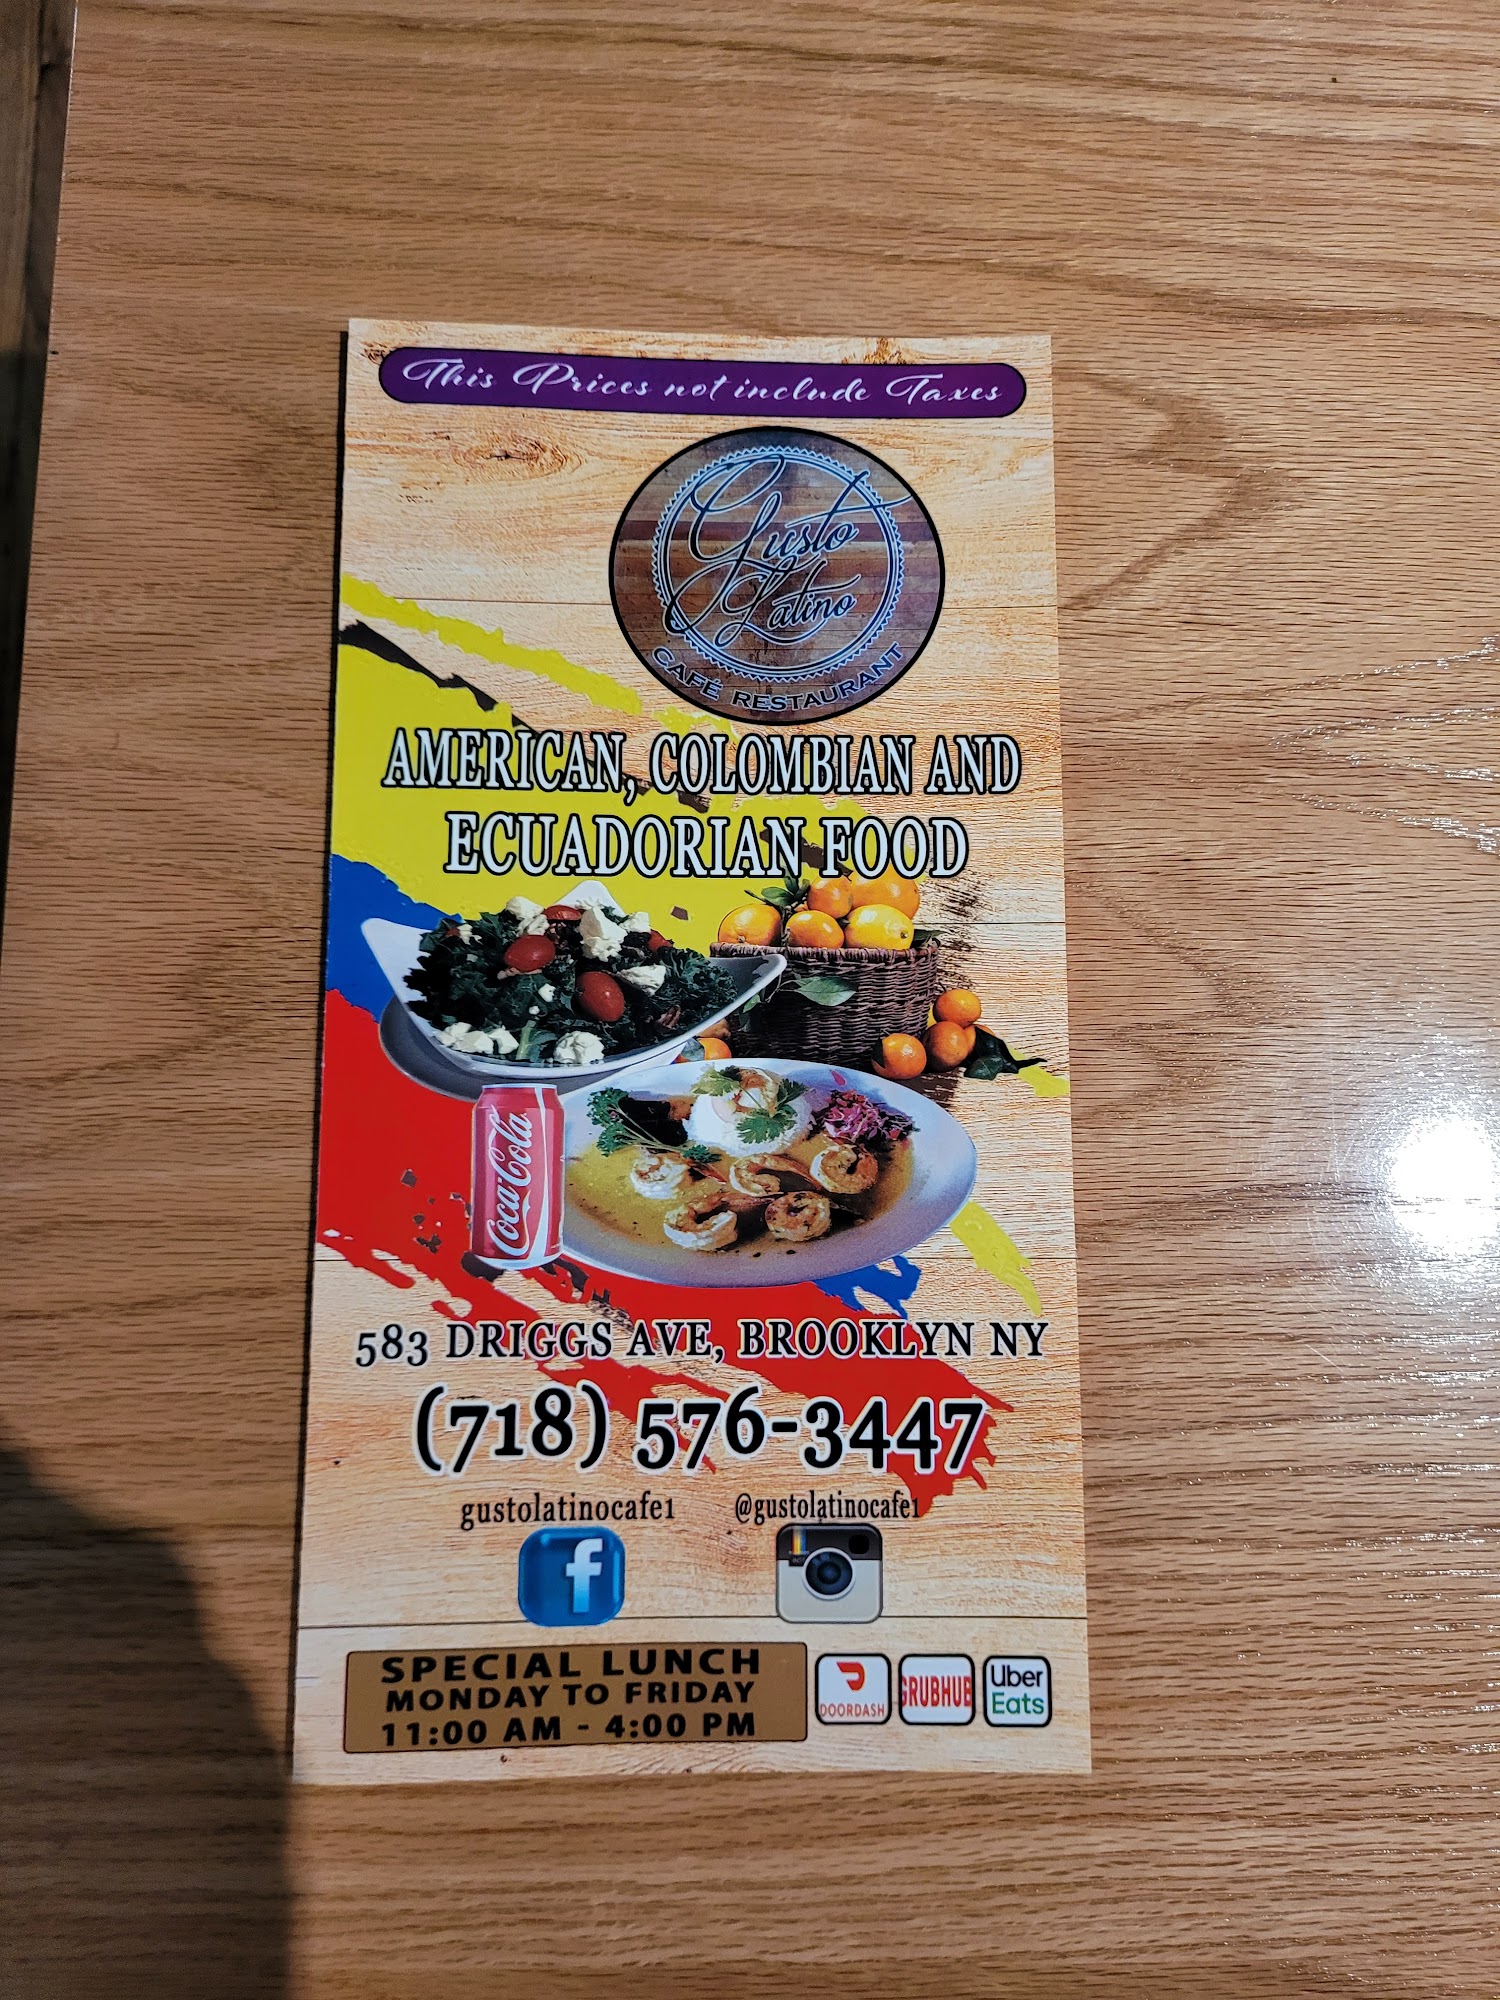 This Prices not include Taxes
Gusto
Latino
CAFÉ RESTAURANT
AMERICAN, COLOMBIAN AND
ECUADORIAN FOOD
Coca-Cola
583 DRIGGS AVE, BROOKLYN NY
(718) 576-3447
gustolatinocafe1 @gustolatinocafe1
f
SPECIAL LUNCH
MONDAY TO FRIDAY
11:00 AM - 4:00 PM
DOORDASH
GRUBHUB
Uber
Eats